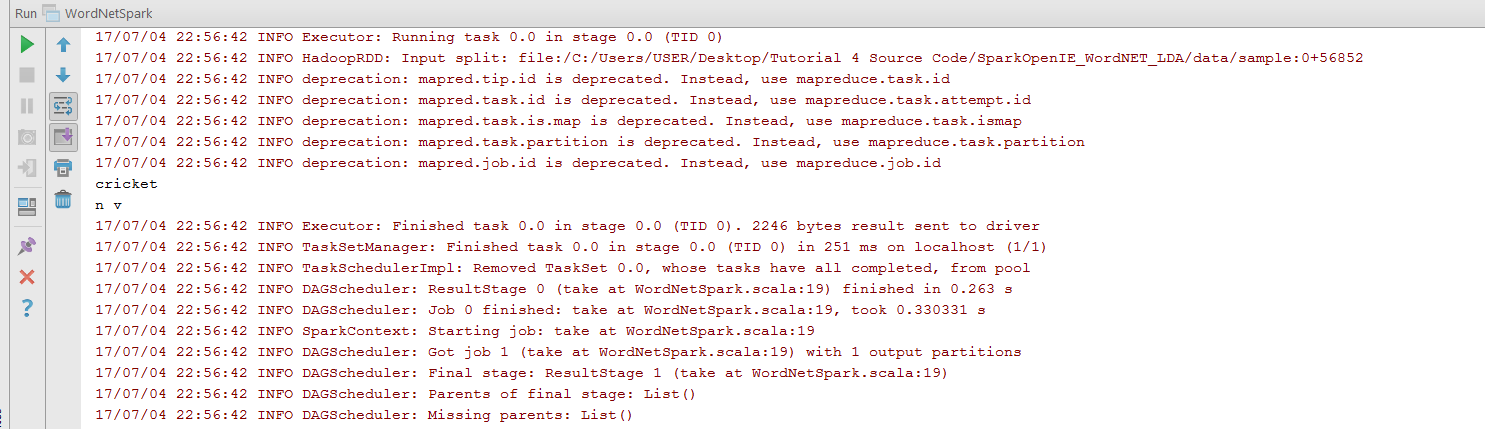 Run WordNetSpark
17/07/04 22:56:42 INFO Executor: Running task 0.0 in stage 0.0 (TID 0)
17/07/04 22:56:42 INFO HadoopRDD: Input split: file:/C:/Users/USER/Desktop/Tutorial 4 Source Code/SparkOpenIE_WordNET_LDA/data/sample:0+56852
17/07/04 22:56:42 INFO deprecation: mapred.tip.id is deprecated. Instead, use mapreduce.task.id
17/07/04 22:56:42 INFO deprecation: mapred.task.id is deprecated. Instead, use mapreduce.task.attempt.id
17/07/04 22:56:42 INFO deprecation: mapred.task.is.map is deprecated. Instead, use mapreduce.task.ismap
17/07/04 22:56:42 INFO deprecation: mapred.task.partition is deprecated. Instead, use mapreduce.task.partition
17/07/04 22:56:42 INFO deprecation: mapred.job.id is deprecated. Instead, use mapreduce.job.id
cricket
n v
17/07/04 22:56:42 INFO Executor: Finished task 0.0 in stage 0.0 (TID 0). 2246 bytes result sent to driver
17/07/04 22:56:42 INFO TaskSetManager: Finished task 0.0 in stage 0.0 (TID 0) in 251 ms on localhost (1/1)
17/07/04 22:56:42 INFO TaskSchedulerImpl: Removed TaskSet 0.0, whose tasks have all completed, from pool
17/07/04 22:56:42 INFO DAGScheduler: ResultStage 0 (take at WordNetSpark.scala:19) finished in 0.263 s
17/07/04 22:56:42 INFO DAGScheduler: Job 0 finished: take at WordNetSpark.scala:19, took 0.330331 s
17/07/04 22:56:42 INFO SparkContext: Starting job: take at WordNetSpark.scala:19
17/07/04 22:56:42 INFO DAGScheduler: Got job 1 (take at WordNetSpark.scala:19) with 1 output partitions
17/07/04 22:56:42 INFO DAGScheduler: Final stage: ResultStage 1 (take at WordNetSpark.scala:19)
17/07/04 22:56:42 INFO DAGScheduler: Parents of final stage: List()
17/07/04 22:56:42 INFO DAGScheduler: Missing parents: List()